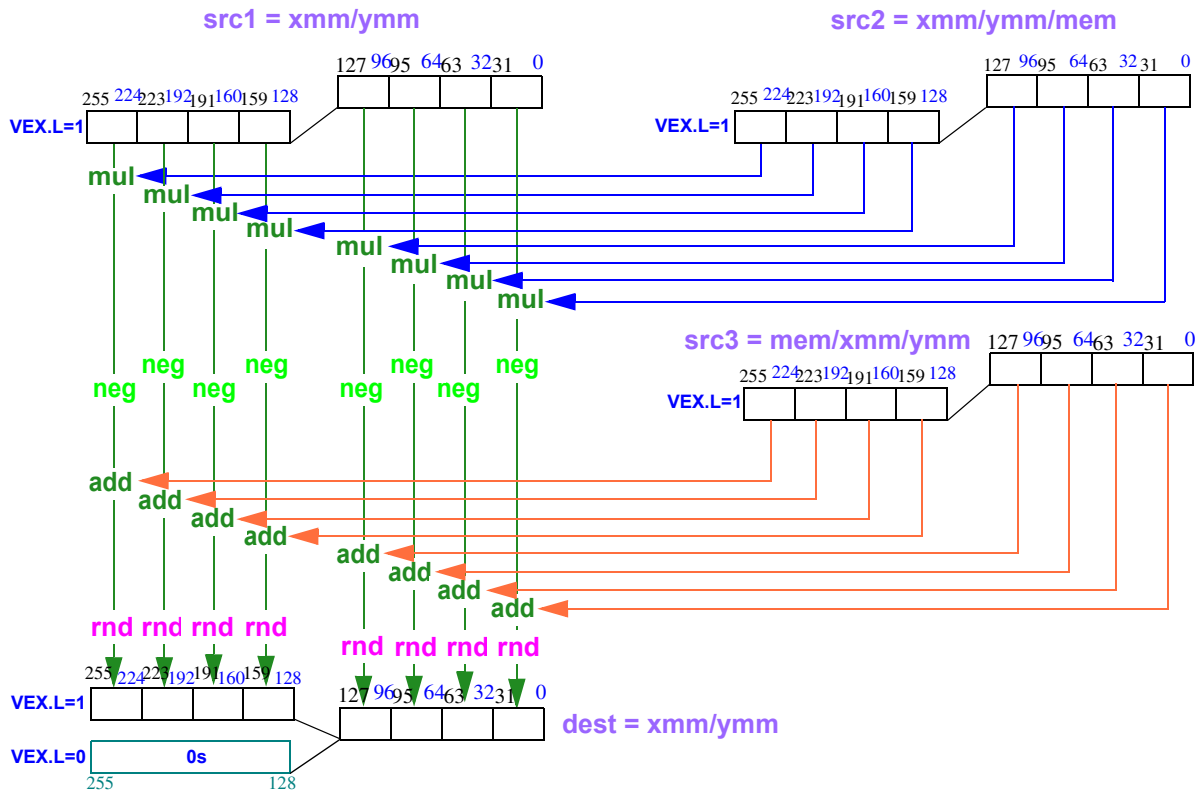 src1 = xmm/ymm
src2 = xmm/ymm/mem
127 96 95 64 63 32 31 0
127 96 95 64 63 32 31 0
255 224 223 192 191 160 159 128
255 224 223 192 191 160 159 128
VEX.L=1
VEX.L=1
mul
mul
mul
mul
mul
mul
mul
mul
src3 = mem/xmm/ymm
127 96 95 64 63 32 31 0
neg neg neg
neg neg neg neg neg
255 224 223 192 191 160 159 128
VEX.L=1
add
add
add
add
add
add
add
add
rnd rnd rnd rnd
rnd rnd rnd rnd
255 224 223 192 191 160 159 128
127 96 95 64 63 32 31 0
VEX.L=1
dest = xmm/ymm
VEX.L=0 0s
255 128